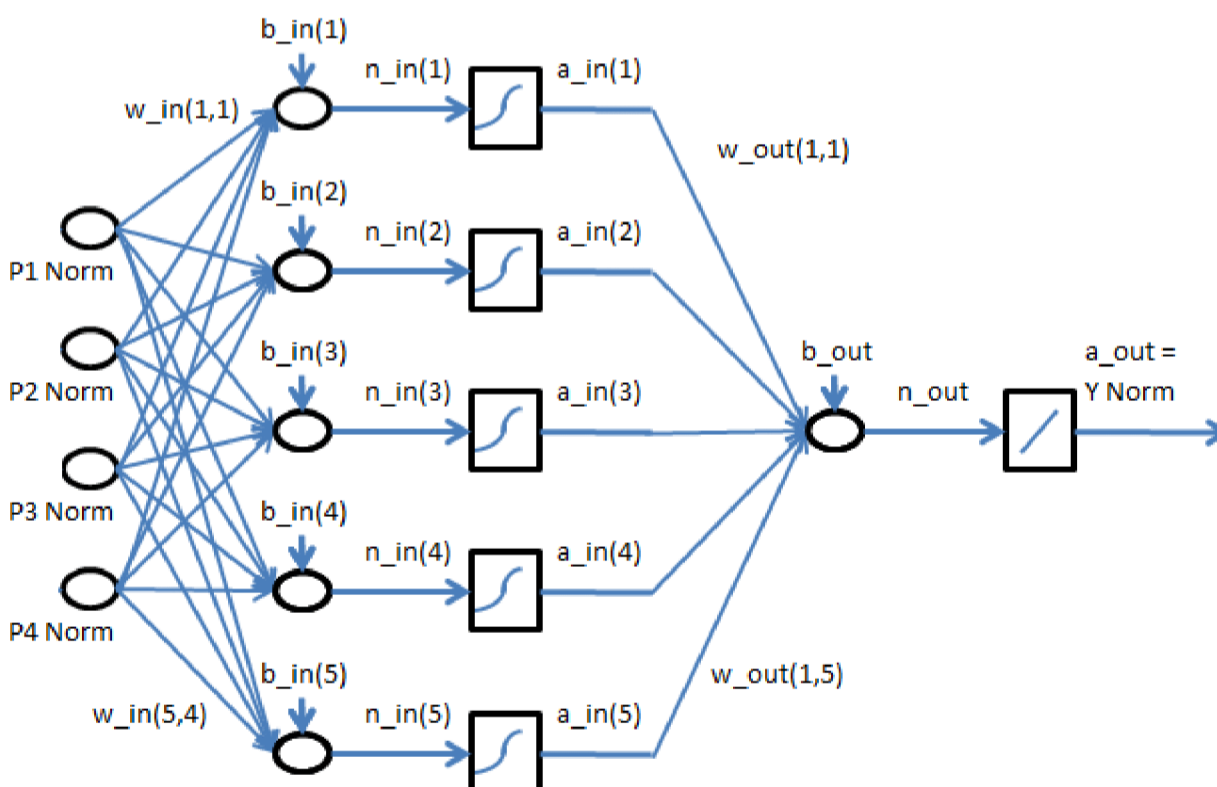 b_in(1)
n_in(1)
a_in(1)
w_in(1,1)
w_out(1,1)
b_in(2)
n_in(2)
a_in(2)
P1 Norm
b_in(3)
b_out
a_out =
P2 Norm
n_in(3)
a_in(3)
n_out
Y Norm
P3 Norm
b_in(4)
n_in(4)
a_in(4)
P4 Norm
b_in(5)
w_out(1,5)
w_in(5,4)
n_in(5)
a_in(5)